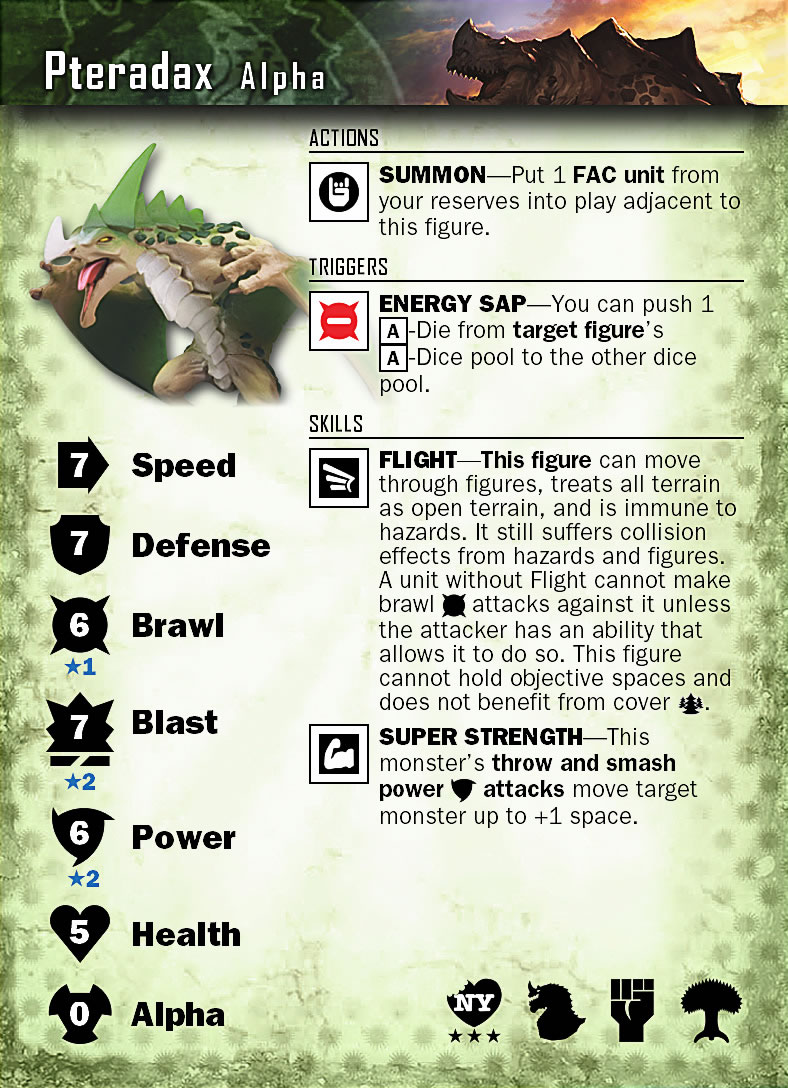 Pteradax Alpha
ACTIONS
SUMMON—Put 1 FAC unit from
your reserves into play adjacent to
this figure.
TRIGGERS
ENERGY SAP—You can push 1
A-Die from target figure's
A-Dice pool to the other dice
pool.
SKILLS
FLIGHT—This figure can move
through figures, treats all terrain
as open terrain, and is immune to
hazards. It still suffers collision
effects from hazards and figures.
A unit without Flight cannot make
brawl attacks against it unless
the attacker has an ability that
allows it to do so. This figure
cannot hold objective spaces and
does not benefit from cover.
SUPER STRENGTH—This
monster's throw and smash
power attacks move target
monster up to +1 space.
7 Speed
7 Defense
6 Brawl
★1
7 Blast
★2
6 Power
★2
5 Health
0 Alpha
NY
★★★